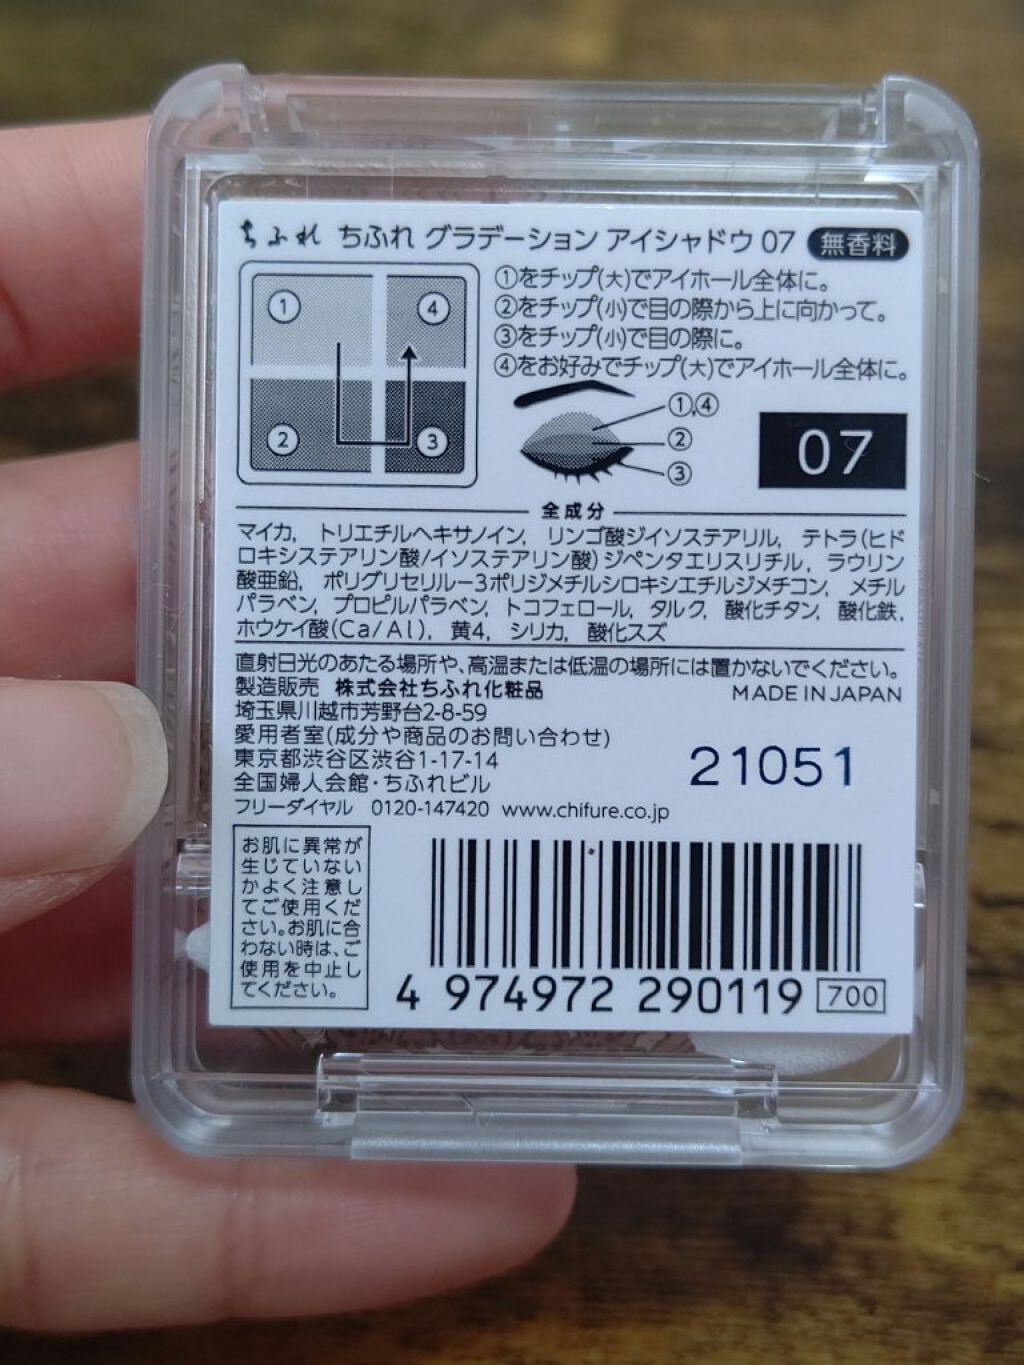 ちふれ ちふれ グラデーション アイシャドウ 07 無香料
①をチップ(大)でアイホール全体に。
②をチップ(小)で目の際から上に向かって。
③をチップ(小)で目の際に。
④をお好みでチップ(大)でアイホール全体に。
① ④
② ③
①,④
②
③
07
全成分
マイカ, トリエチルヘキサノイン, リンゴ酸ジイソステアリル, テトラ(ヒド
ロキシステアリン酸/イソステアリン酸)ジペンタエリスリチル, ラウリン
酸亜鉛, ポリグリセリル－3ポリジメチルシロキシエチルジメチコン, メチル
パラベン, プロピルパラベン, トコフェロール, タルク, 酸化チタン, 酸化鉄,
ホウケイ酸(Ca/Al), 黄4, シリカ, 酸化スズ
直射日光のあたる場所や、高温または低温の場所には置かないでください。
製造販売 株式会社ちふれ化粧品 MADE IN JAPAN
埼玉県川越市芳野台2-8-59
愛用者室(成分や商品のお問い合わせ)
東京都渋谷区渋谷1-17-14
全国婦人会館・ちふれビル
フリーダイヤル 0120-147420 www.chifure.co.jp
21051
お肌に異常が
生じていない
かよく注意し
てご使用くだ
さい。お肌に合
わない時は、ご
使用を中止し
てください。
4 974972 290119 700